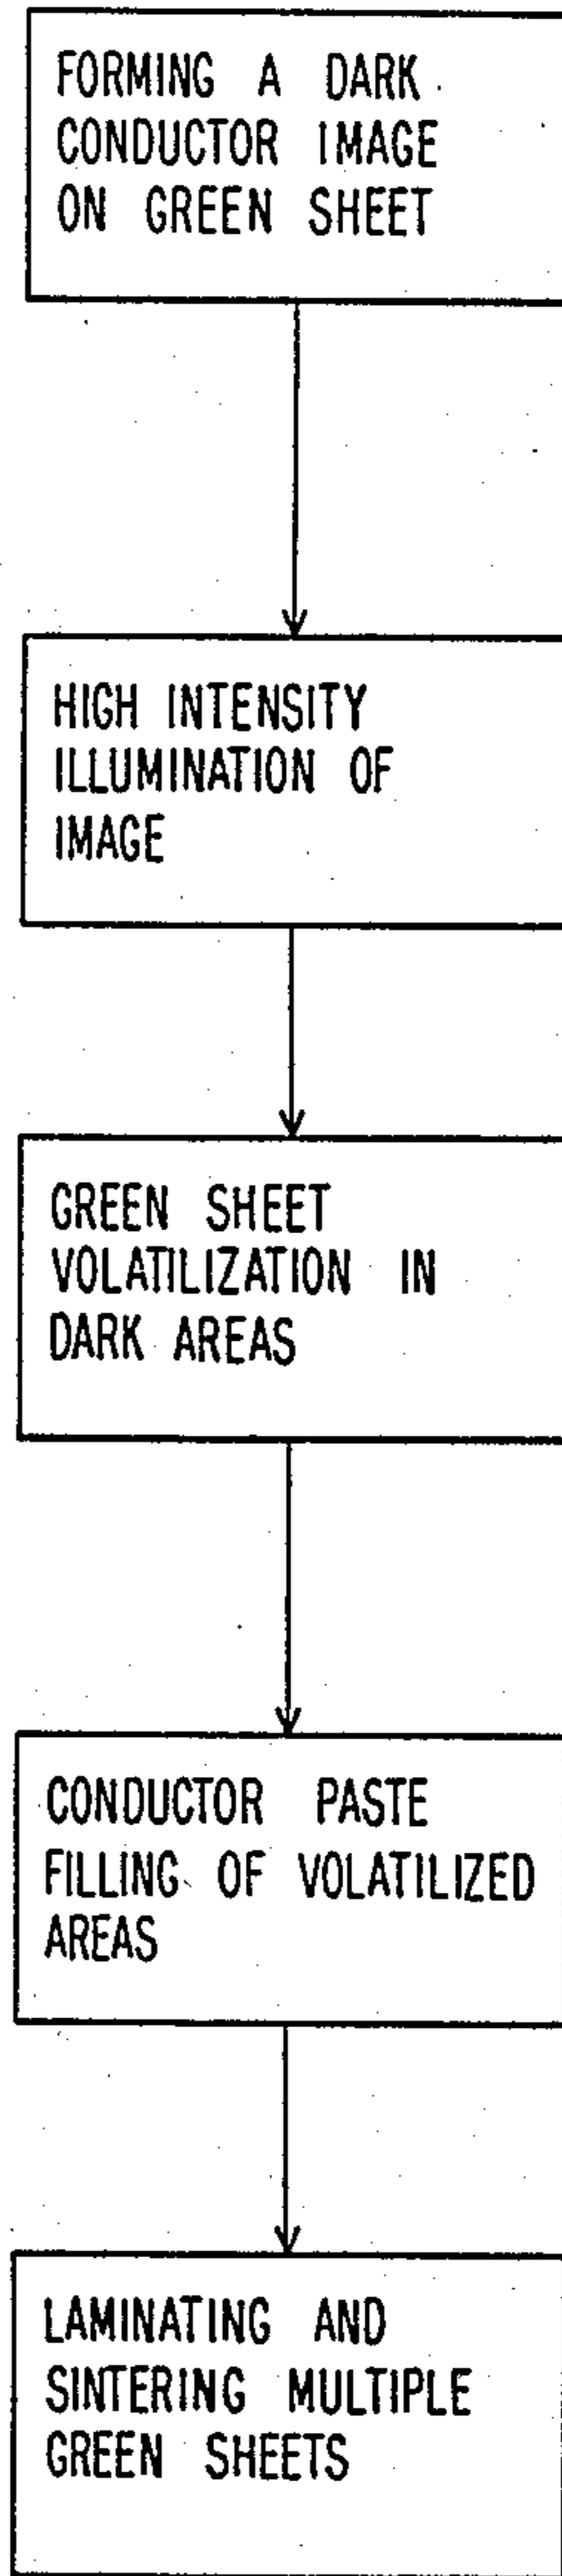 FORMING A DARK
CONDUCTOR IMAGE
ON GREEN SHEET
HIGH INTENSITY
ILLUMINATION OF
IMAGE
GREEN SHEET
VOLATILIZATION IN
DARK AREAS
CONDUCTOR PASTE
FILLING OF VOLATILIZED
AREAS
LAMINATING AND
SINTERING MULTIPLE
GREEN SHEETS